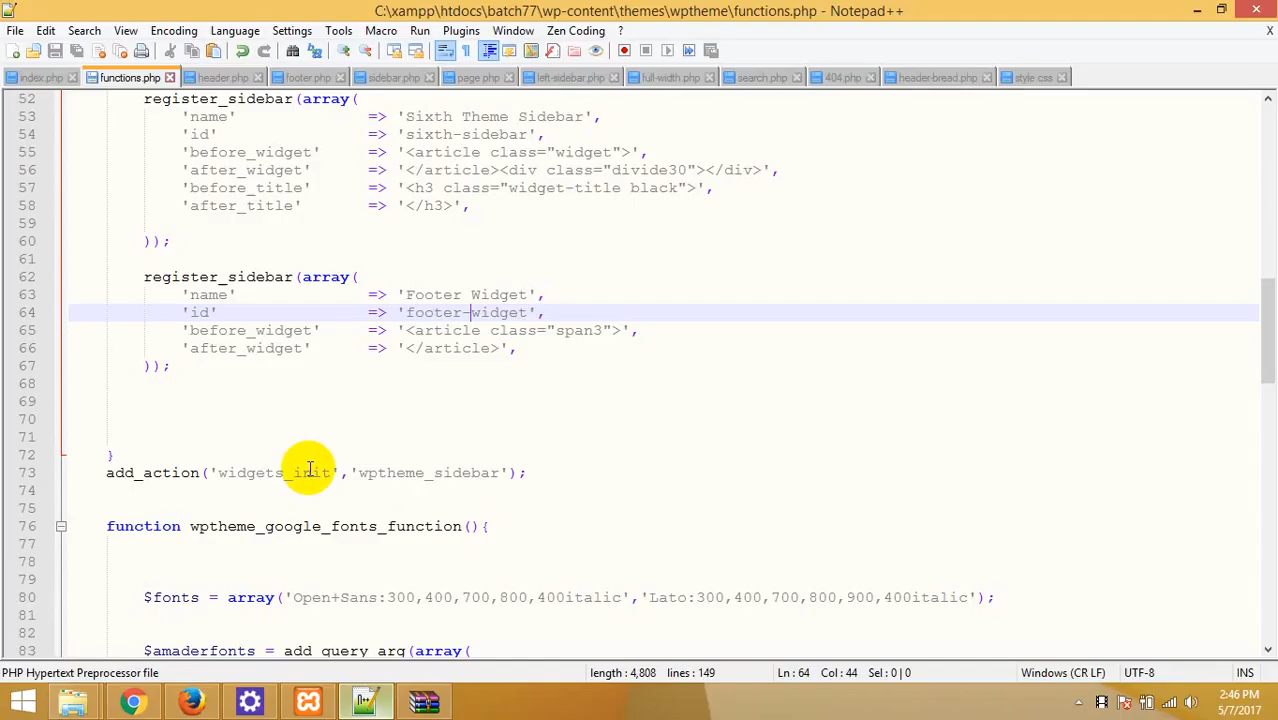 C:\xampp\htdocs\batch77\wp-content\themes\wptheme\functions.php - Notepad++
File Edit Search View Encoding Language Settings Tools Macro Run Plugins Window Zen Coding ?
X
index.php functions.php header.php footer.php sidebar.php page.php left-sidebar.php full-width.php search.php 404.php header-bread.php style css
52 register_sidebar(array(
53 'name' => 'Sixth Theme Sidebar',
54 'id' => 'sixth-sidebar',
55 'before_widget' => '<article class="widget">',
56 'after_widget' => '</article><div class="divide30"></div>',
57 'before_title' => '<h3 class="widget-title black">',
58 'after_title' => '</h3>',
59
60 ));
61
62 register_sidebar(array(
63 'name' => 'Footer Widget',
64 'id' => 'footer-widget',
65 'before_widget' => '<article class="span3">',
66 'after_widget' => '</article>',
67 ));
68
69
70
71
72 }
73 add_action('widgets_init','wptheme_sidebar');
74
75
76 function wptheme_google_fonts_function(){
77
78
79
80 $fonts = array('Open+Sans:300,400,700,800,400italic','Lato:300,400,700,800,900,400italic');
81
82
83 $amaderfonts = add_query_arg(array(
PHP Hypertext Preprocessor file length : 4,808 lines : 149 Ln : 64 Col : 44 Sel : 0 | 0 Windows (CR LF) UTF-8 INS
2:46 PM
5/7/2017